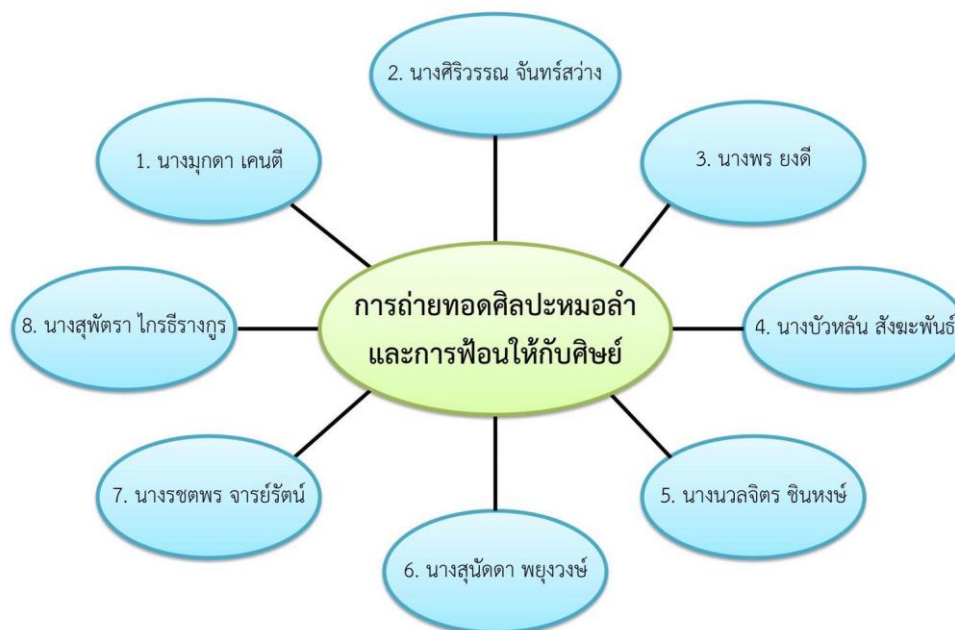 การถ่ายทอดศิลปะหมอลำ
และการฟ้อนให้กับศิษย์
1. นางมุกดา เคนตี
2. นางศิริวรรณ จันทร์สว่าง
3. นางพร ยงดี
4. นางบัวหลัน สังฆะพันธ์
5. นางนวลจิตร ชินหงษ์
6. นางสุนัดดา พยุงวงษ์
7. นางรชตพร จารย์รัตน์
8. นางสุพัตรา ไกรธีรางกูร